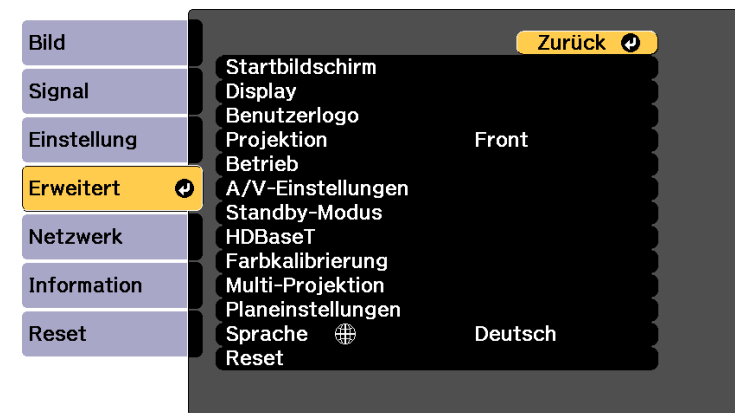 Bild
Signal
Einstellung
Erweitert
Netzwerk
Information
Reset
Zurück
Startbildschirm
Display
Benutzerlogo
Projektion Front
Betrieb
A/V-Einstellungen
Standby-Modus
HDBaseT
Farbkalibrierung
Multi-Projektion
Planeinstellungen
Sprache Deutsch
Reset